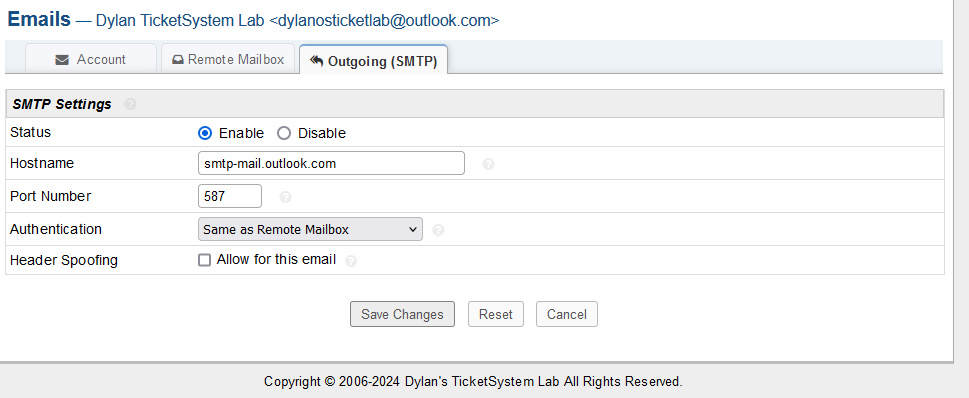 Emails — Dylan TicketSystem Lab <dylanosticketlab@outlook.com>
Account Remote Mailbox Outgoing (SMTP)
SMTP Settings ?
Status Enable Disable
Hostname smtp-mail.outlook.com ?
Port Number 587 ?
Authentication Same as Remote Mailbox ?
Header Spoofing Allow for this email ?
Save Changes Reset Cancel
Copyright © 2006-2024 Dylan's TicketSystem Lab All Rights Reserved.